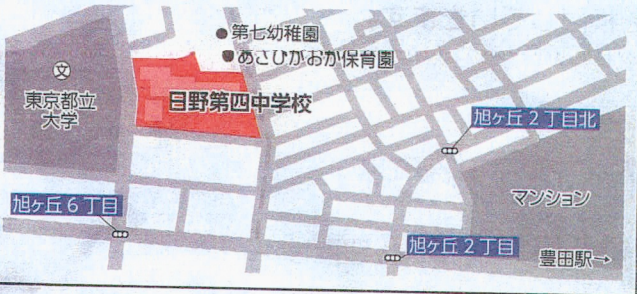 第七幼稚園
あさひがおか保育園
文
東京都立
大学
日野第四中学校
旭ヶ丘2丁目北
マンション
旭ヶ丘6丁目
旭ヶ丘2丁目
豊田駅→